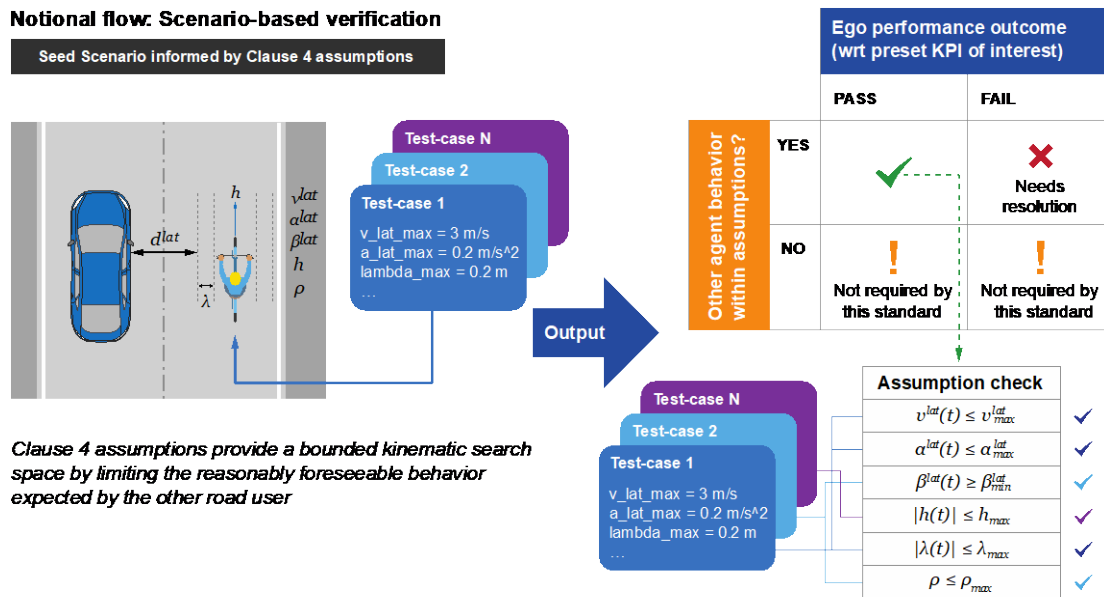 Notional flow: Scenario-based verification
Seed Scenario informed by Clause 4 assumptions
d^lat
λ
h
v^lat
α^lat
β^lat
h
ρ
Test-case N
Test-case 2
Test-case 1
v_lat_max = 3 m/s
a_lat_max = 0.2 m/s^2
lambda_max = 0.2 m
...
Clause 4 assumptions provide a bounded kinematic search
space by limiting the reasonably foreseeable behavior
expected by the other road user
Output
Ego performance outcome
(wrt preset KPI of interest)
PASS
FAIL
Other agent behavior
within assumptions?
YES
Needs
resolution
NO
!
Not required by
this standard
!
Not required by
this standard
Test-case N
Test-case 2
Test-case 1
v_lat_max = 3 m/s
a_lat_max = 0.2 m/s^2
lambda_max = 0.2 m
...
Assumption check
υ^lat(t) ≤ υ^lat_max
α^lat(t) ≤ α^lat_max
β^lat(t) ≥ β^lat_min
|h(t)| ≤ h_max
|λ(t)| ≤ λ_max
ρ ≤ ρ_max